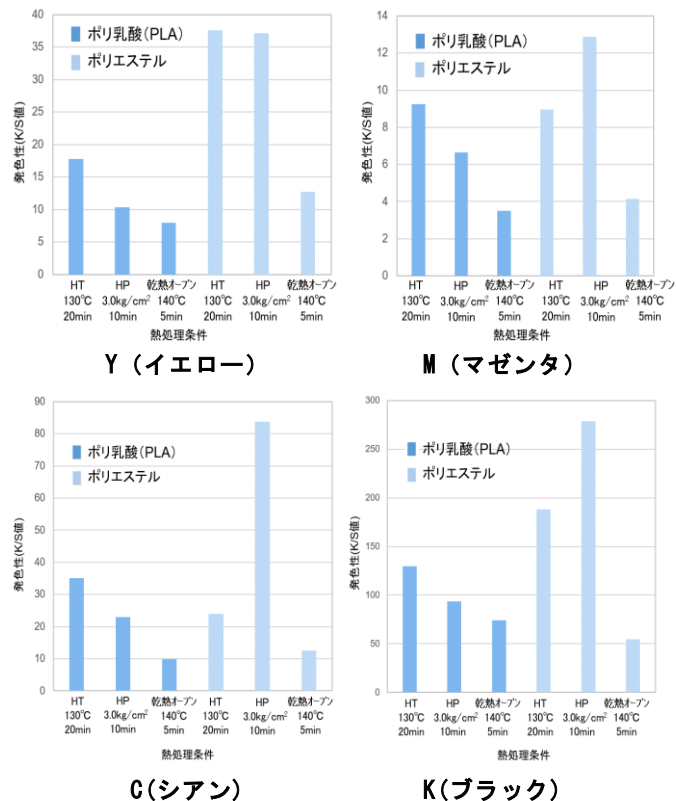 40
35
30
25
20
15
10
5
0
発色性(K/S値)
ポリ乳酸(PLA)
ポリエステル
HT HP 乾熱オーブン HT HP 乾熱オーブン
130℃ 3.0kg/cm² 140℃ 130℃ 3.0kg/cm² 140℃
20min 10min 5min 20min 10min 5min
熱処理条件
Y（イエロー）
14
12
10
8
6
4
2
0
発色性(K/S値)
ポリ乳酸(PLA)
ポリエステル
HT HP 乾熱オーブン HT HP 乾熱オーブン
130℃ 3.0kg/cm² 140℃ 130℃ 3.0kg/cm² 140℃
20min 10min 5min 20min 10min 5min
熱処理条件
M（マゼンタ）
90
80
70
60
50
40
30
20
10
0
発色性(K/S値)
ポリ乳酸(PLA)
ポリエステル
HT HP 乾熱オーブン HT HP 乾熱オーブン
130℃ 3.0kg/cm² 140℃ 130℃ 3.0kg/cm² 140℃
20min 10min 5min 20min 10min 5min
熱処理条件
C(シアン)
300
250
200
150
100
50
0
発色性(K/S値)
ポリ乳酸(PLA)
ポリエステル
HT HP 乾熱オーブン HT HP 乾熱オーブン
130℃ 3.0kg/cm² 140℃ 130℃ 3.0kg/cm² 140℃
20min 10min 5min 20min 10min 5min
熱処理条件
K(ブラック)